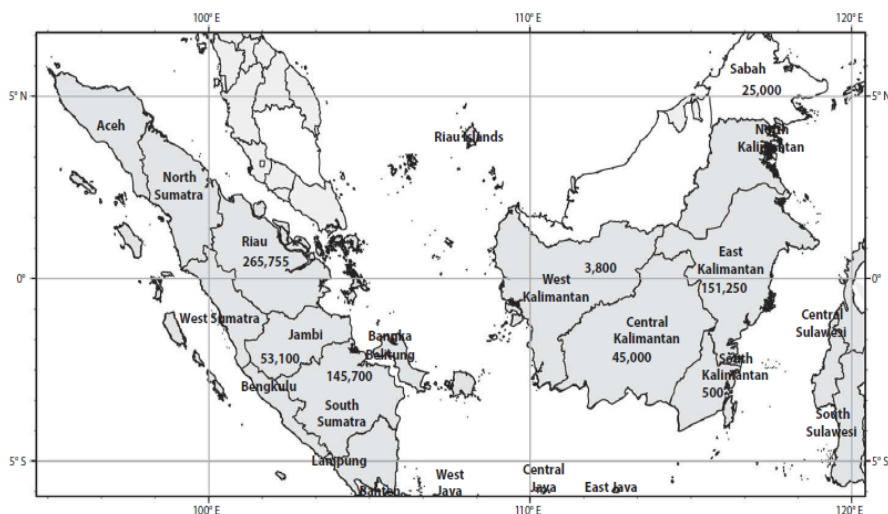 100° E
110° E
120° E
5° N
5° N
Sabah
25,000
Aceh
Riau Islands
North
Kalimantan
North
Sumatra
Riau
265,755
East
Kalimantan
151,250
3,800
West
Kalimantan
0°
0°
West Sumatra
Jambi
53,100
Bangka
Belitung
Central
Kalimantan
45,000
Central
Sulawesi
145,700
Bengkulu
South
Kalimantan
500
South
Sumatra
South
Sulawesi
Lampung
5° S
5° S
Banten
West
Java
Central
Java
East Java
100° E
110° E
120° E